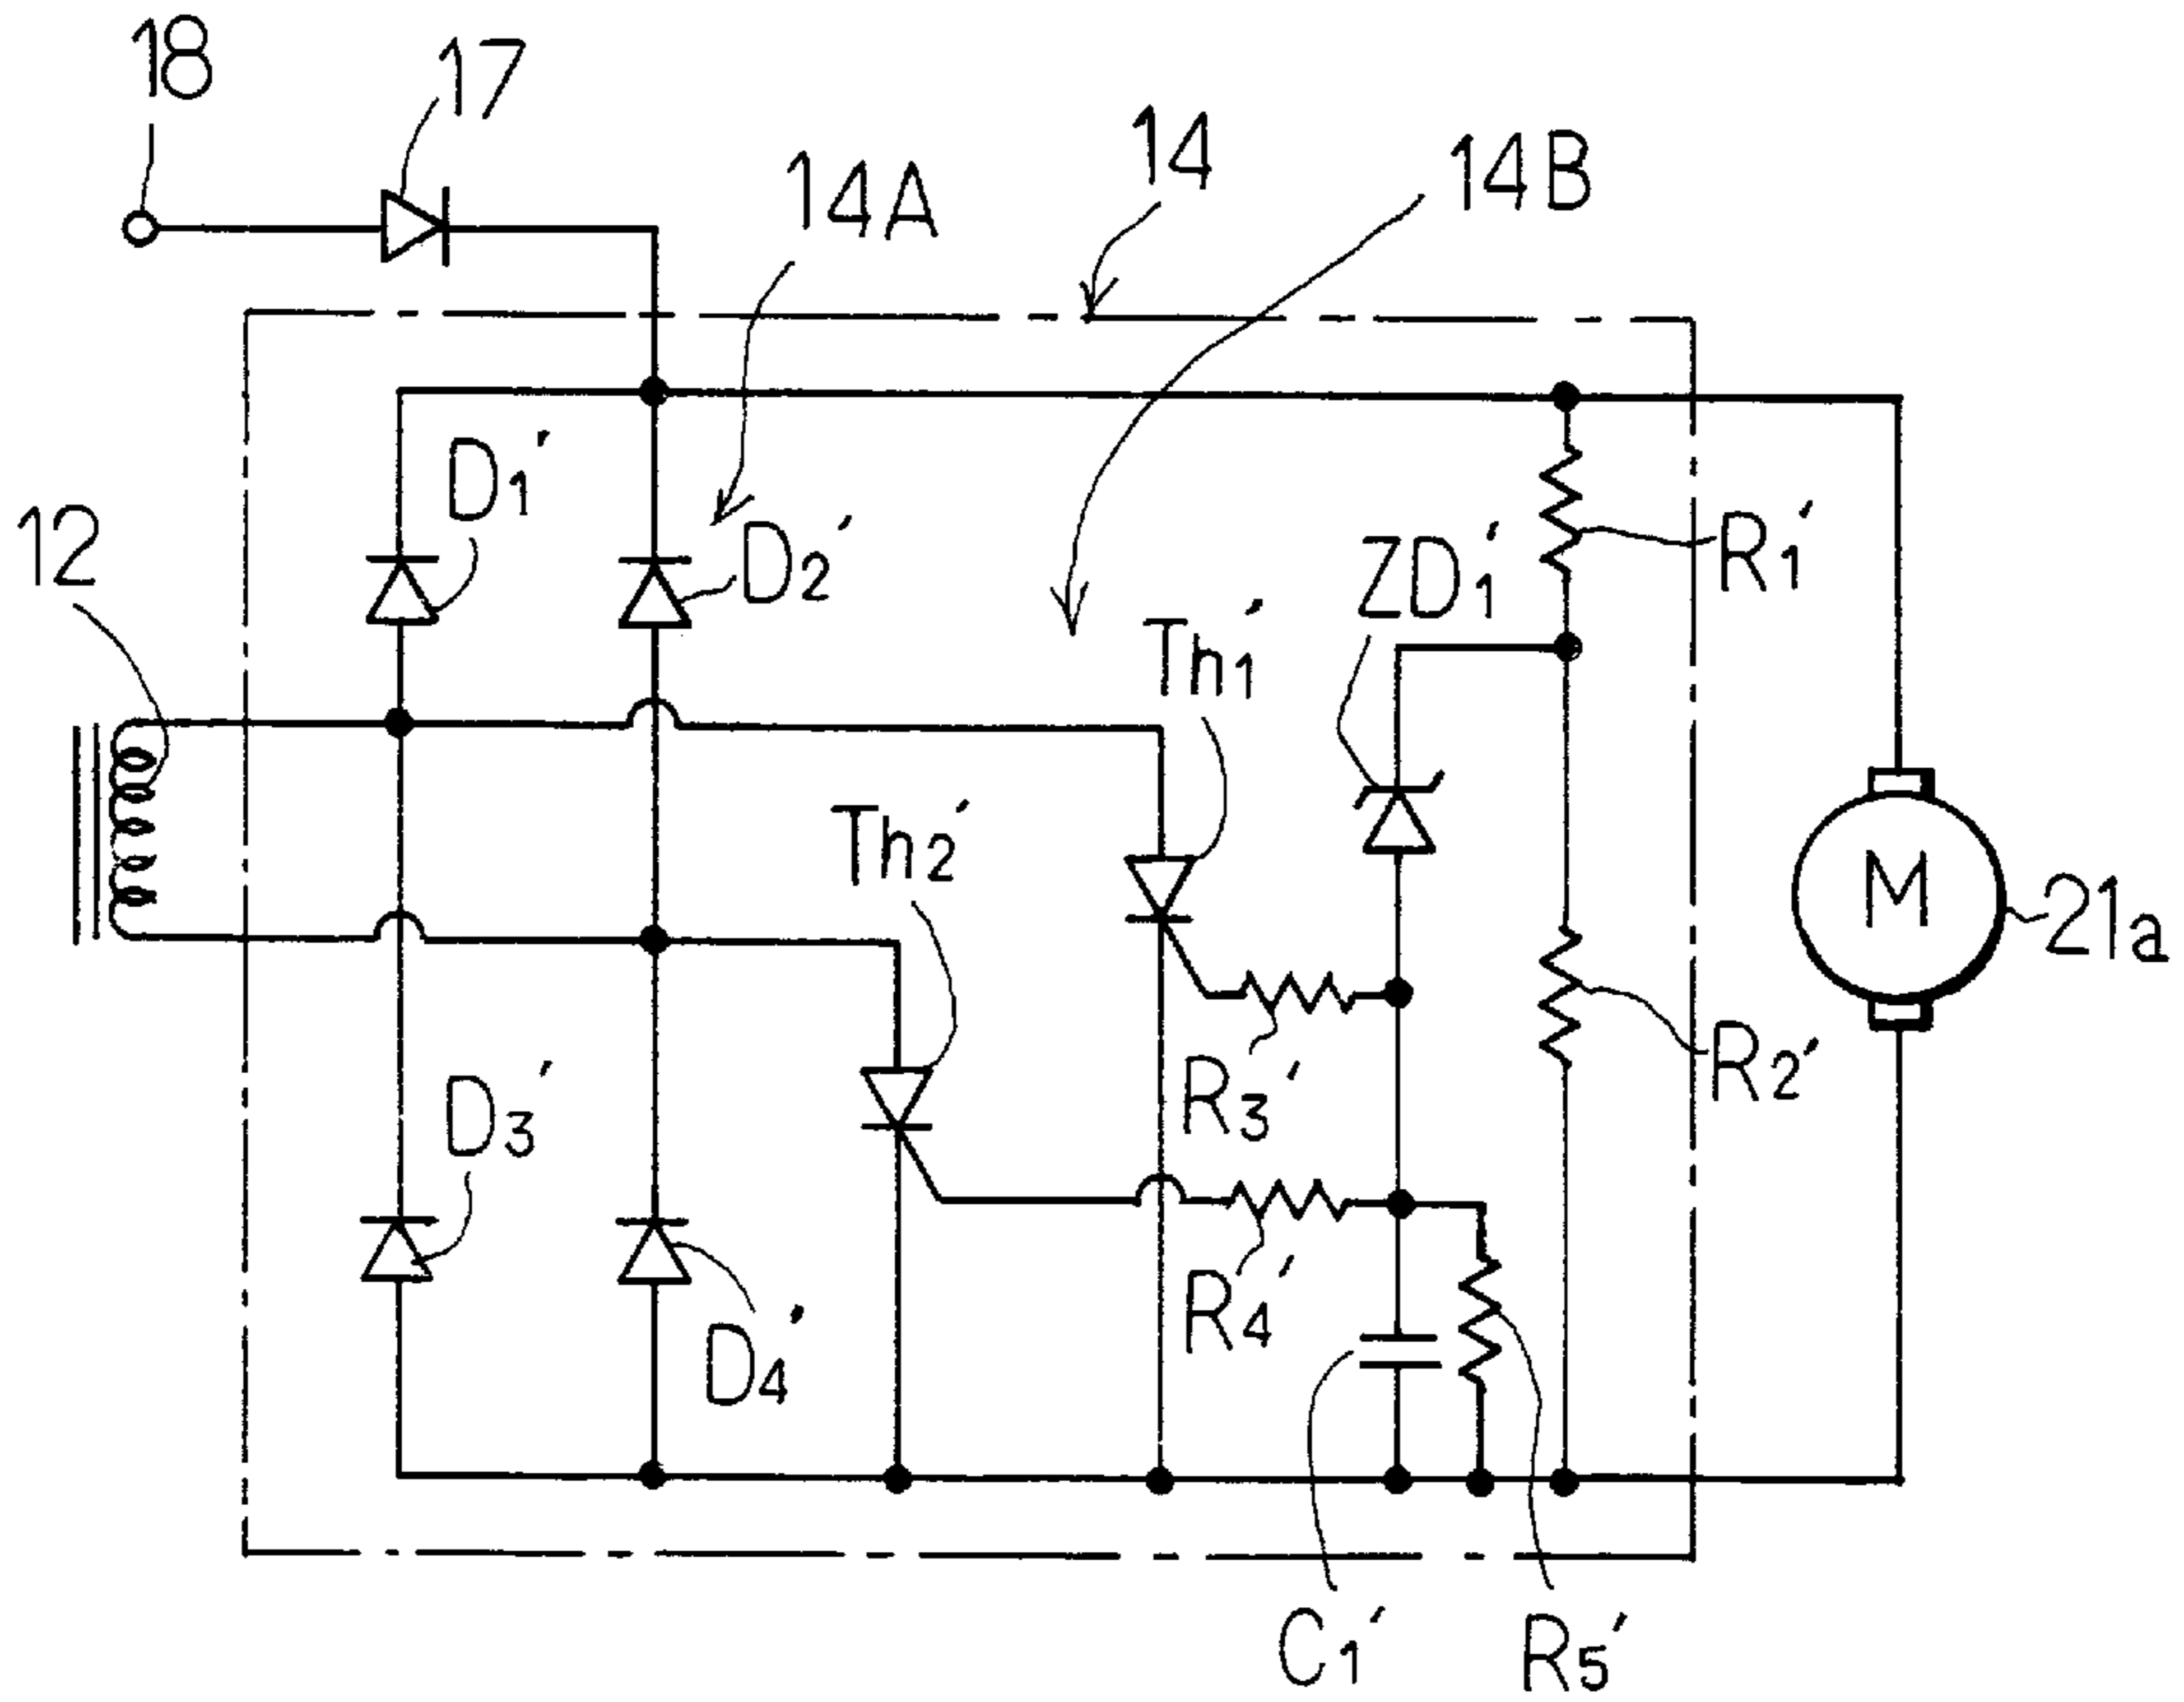 18
17
14
14A
14B
D1'
12
D2'
ZD1'
R1'
Th1'
Th2'
M
21a
R3'
R2'
D3'
R4'
D4'
C1'
R5'